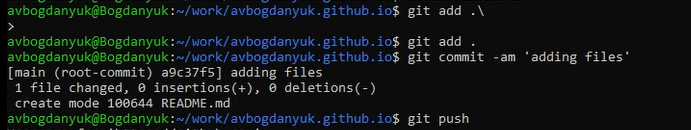 avbogdanyuk@Bogdanyuk:~/work/avbogdanyuk.github.io$ git add .\
>
avbogdanyuk@Bogdanyuk:~/work/avbogdanyuk.github.io$ git add .
avbogdanyuk@Bogdanyuk:~/work/avbogdanyuk.github.io$ git commit -am 'adding files'
[main (root-commit) a9c37f5] adding files
 1 file changed, 0 insertions(+), 0 deletions(-)
 create mode 100644 README.md
avbogdanyuk@Bogdanyuk:~/work/avbogdanyuk.github.io$ git push